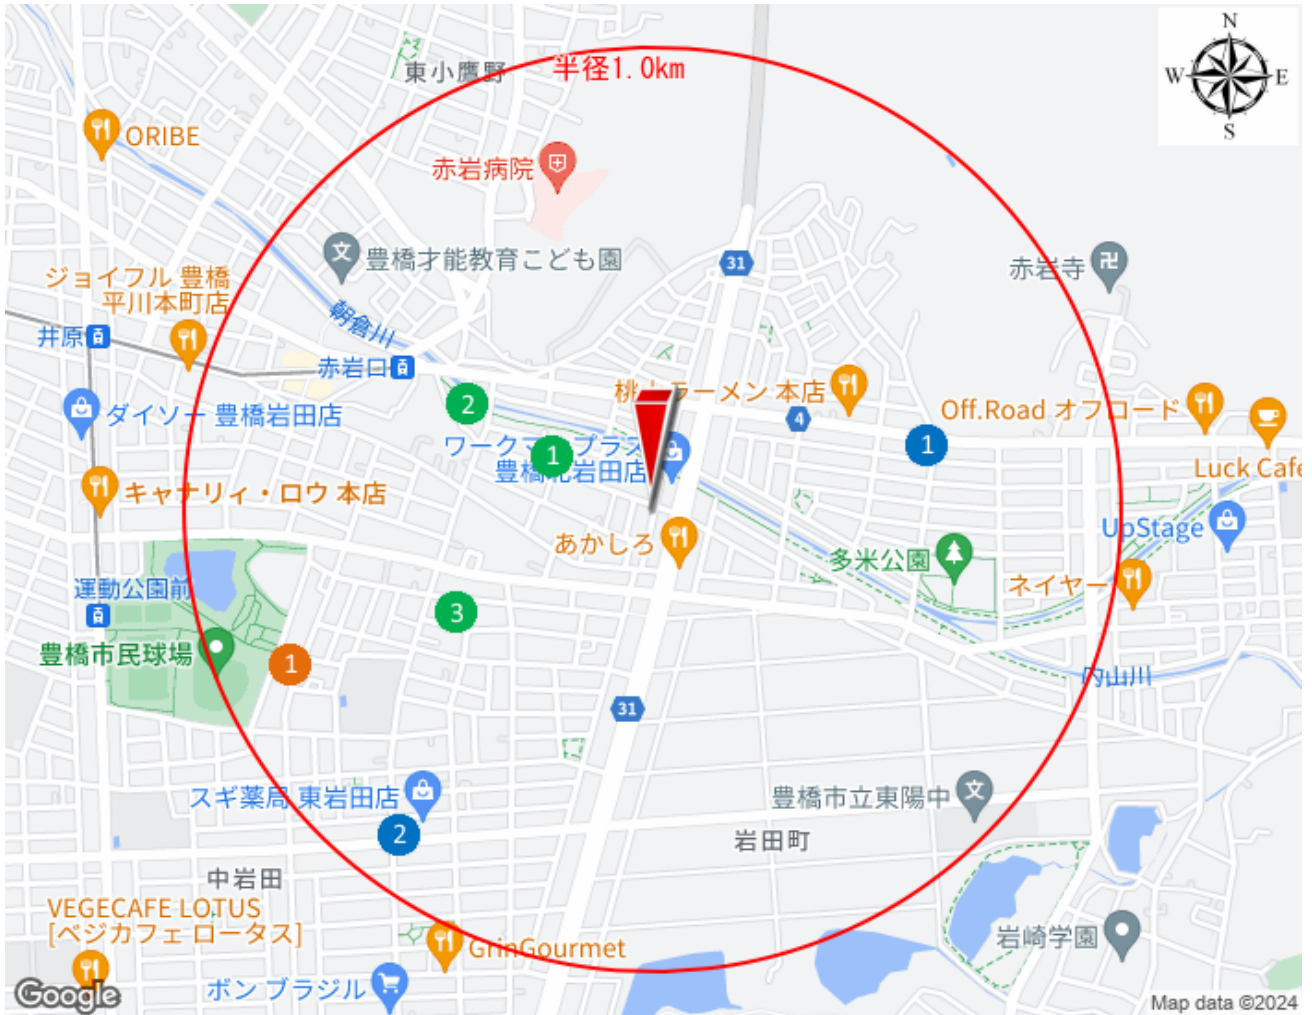 N
W
E
S
東小鷹野
半径1.0km
ORIBE
赤岩病院
豊橋才能教育こども園
31
赤岩寺
ジョイフル 豊橋
平川本町店
朝倉川
井原
赤岩口
桃
ラーメン 本店
2
ダイソー 豊橋岩田店
4
Off.Road オフロード
1
ワークマンプラス
豊橋北岩田店
1
Luck Cafe
キャナリィ・ロウ 本店
UpStage
あかしろ
多米公園
ネイヤー
運動公園前
3
豊橋市民球場
1
内山川
31
スギ薬局 東岩田店
豊橋市立東陽中
2
岩田町
中岩田
VEGECAFE LOTUS
[ベジカフェ ロータス]
GrinGourmet
岩崎学園
ボン ブラジル
Google
Map data ©2024